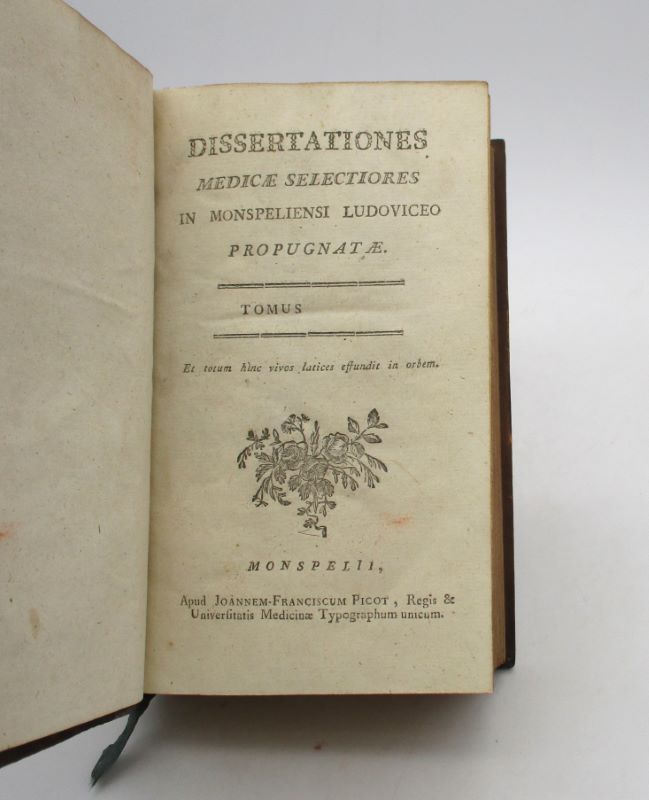 DISSERTATIONES
MEDICÆ SELECTIORES
IN MONSPELIENSI LUDOVICEO
PROPUGNATÆ.
TOMUS
Et totum hinc vivos latices effundit in orbem.
MONSPELII,
Apud JOANNEM-FRANCISCUM PICOT, Regis &
Universitatis Medicinæ Typographum unicum.